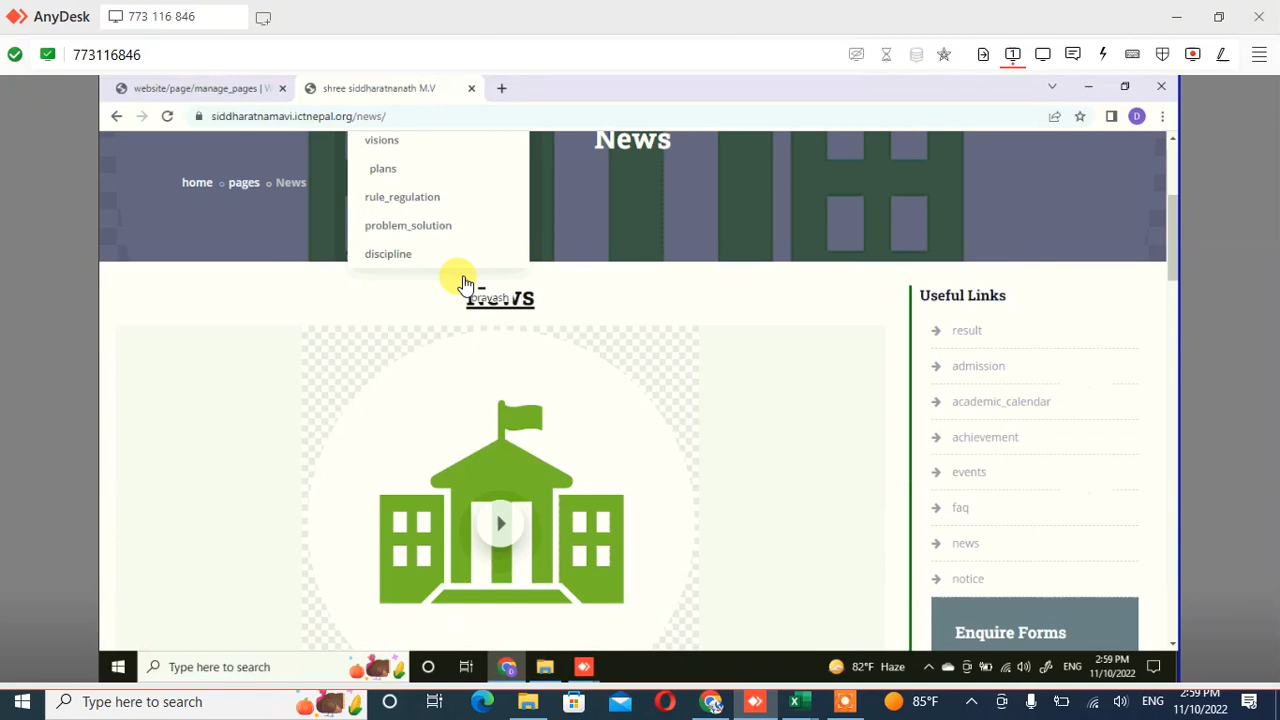 AnyDesk
773 116 846
773116846
1
website/page/manage_pages | W
shree siddharatnanath M.V
siddharatnamavi.ictnepal.org/news/
D
visions
plans
rule_regulation
problem_solution
discipline
News
home pages News
News
prayash
Useful Links
result
admission
academic_calendar
achievement
events
faq
news
notice
Enquire Forms
Type here to search
82°F Haze
ENG
2:59 PM
11/10/2022
Type here to search
85°F
ENG
2:59 PM
11/10/2022